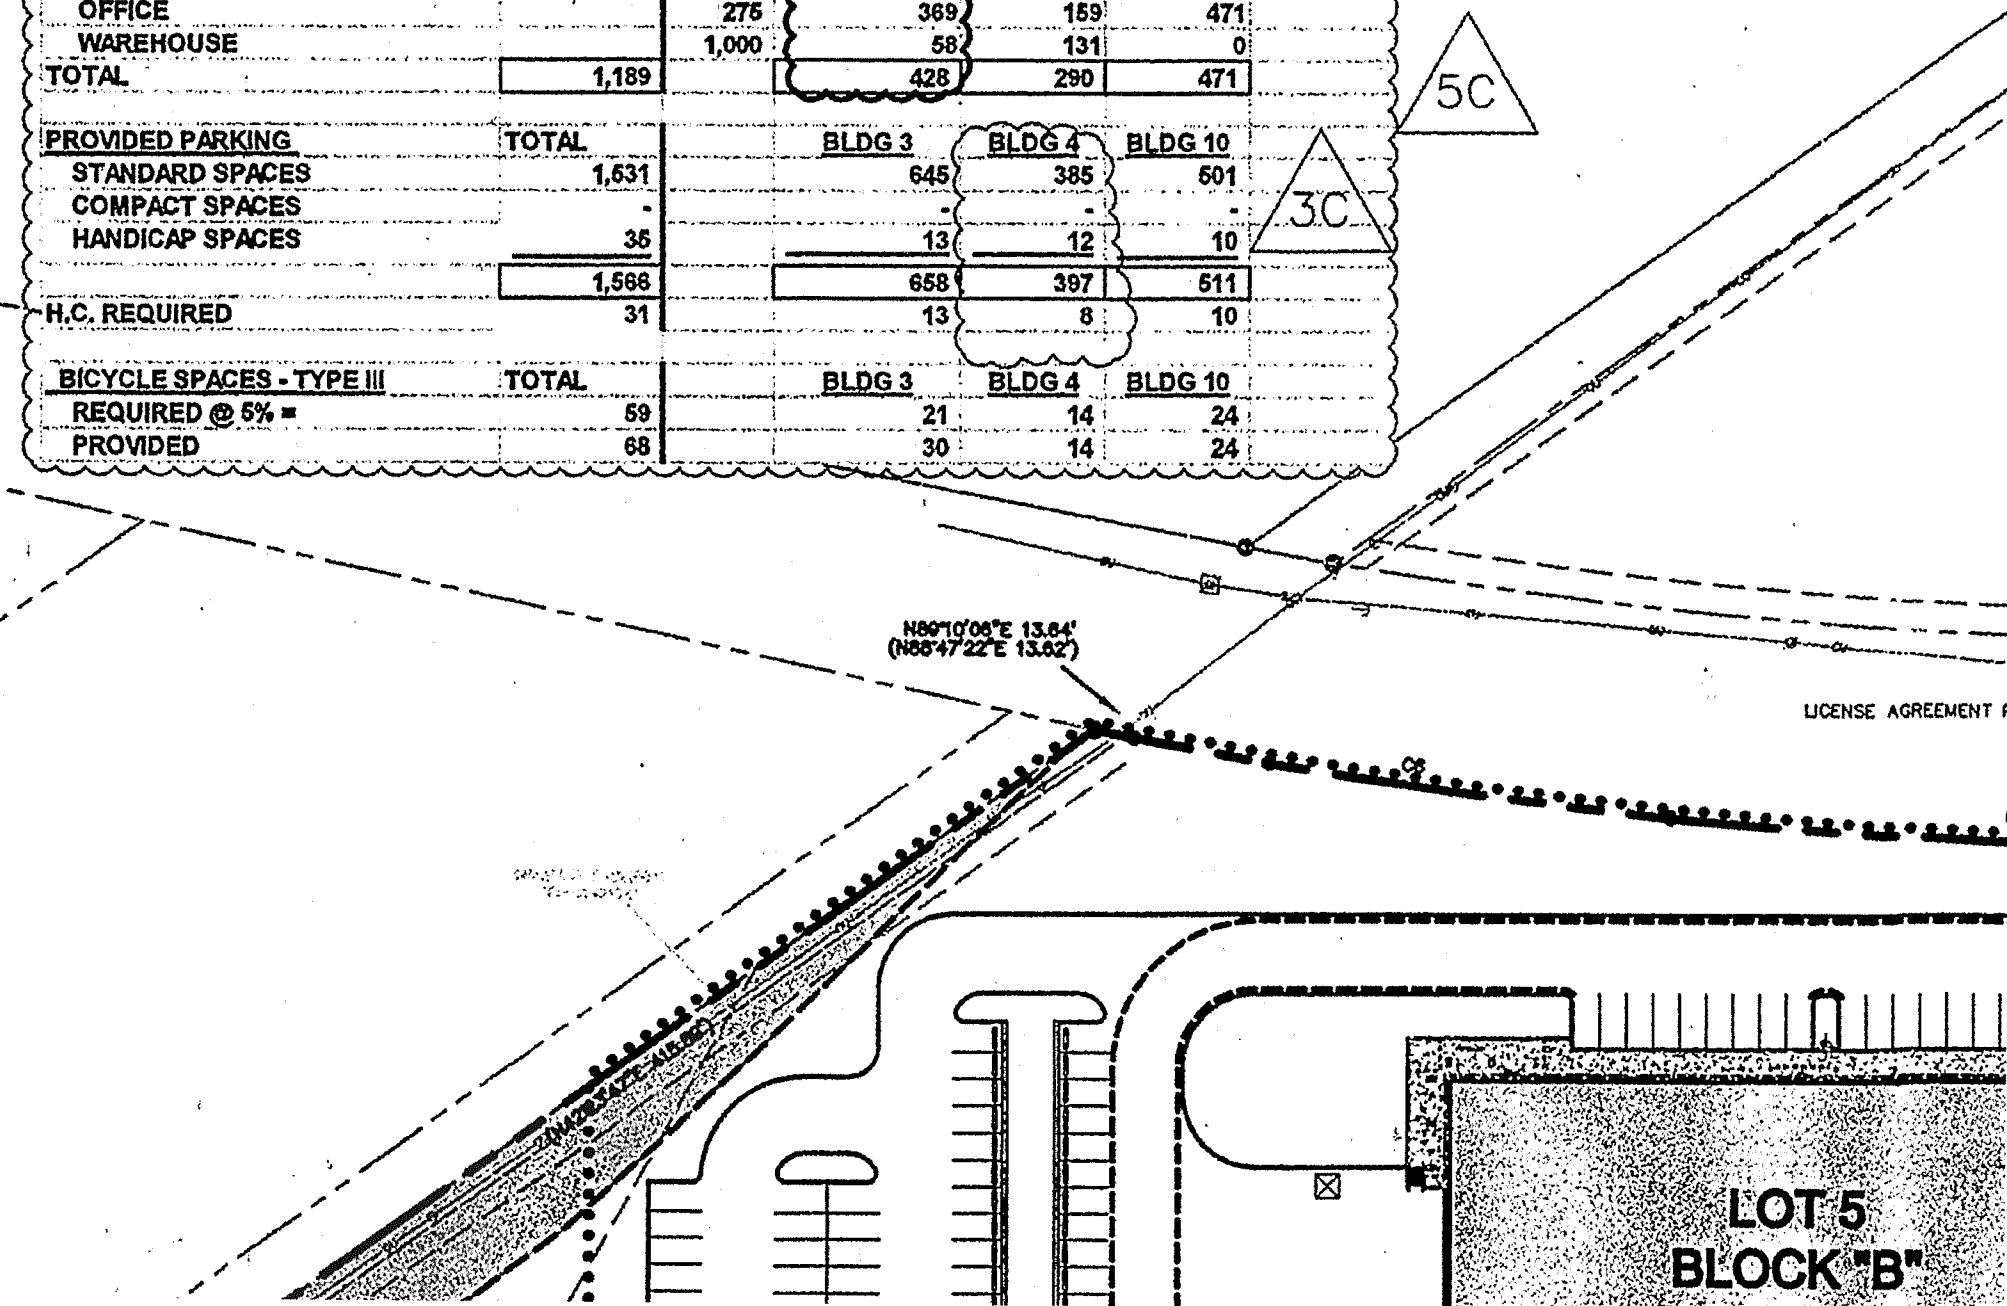 OFFICE 275 369 159 471
WAREHOUSE 1,000 58 131 0
TOTAL 1,189 428 290 471
5C
PROVIDED PARKING TOTAL BLDG 3 BLDG 4 BLDG 10
STANDARD SPACES 1,531 645 385 501
COMPACT SPACES - - - -
3C
HANDICAP SPACES 35 13 12 10
1,566 658 397 511
H.C. REQUIRED 31 13 8 10
BICYCLE SPACES - TYPE III TOTAL BLDG 3 BLDG 4 BLDG 10
REQUIRED @ 5% = 59 21 14 24
PROVIDED 68 30 14 24
N89°10'06"E 13.64'
(N88°47'22"E 13.62')
LICENSE AGREEMENT
C6
LOT 5
BLOCK "B"